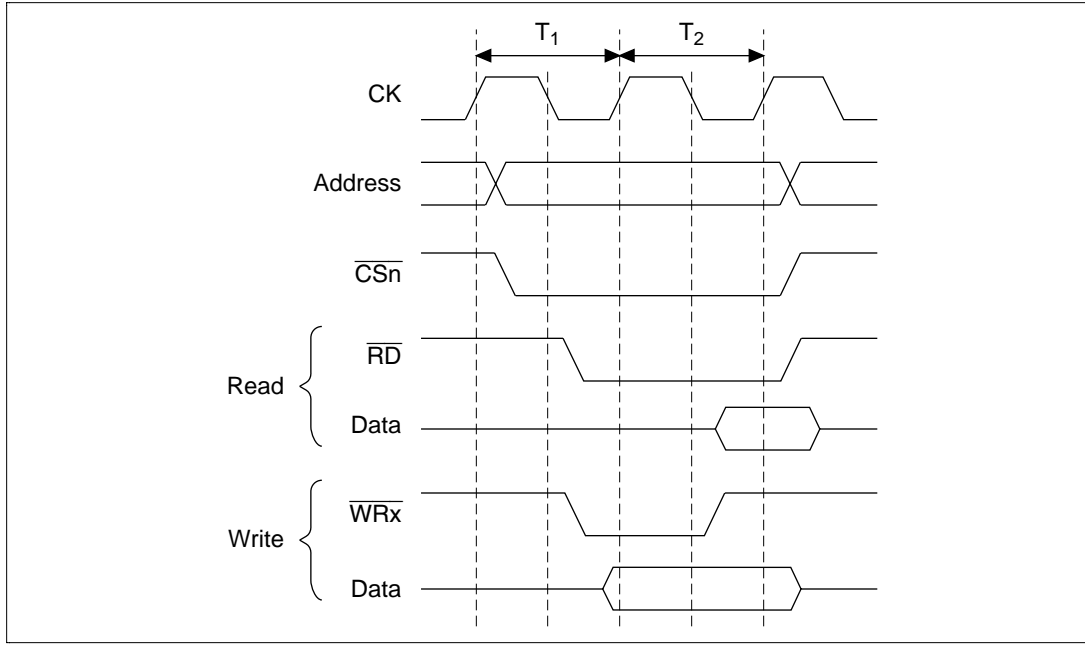 T1 T2
CK
Address
CSn
RD
Read
Data
WRx
Write
Data